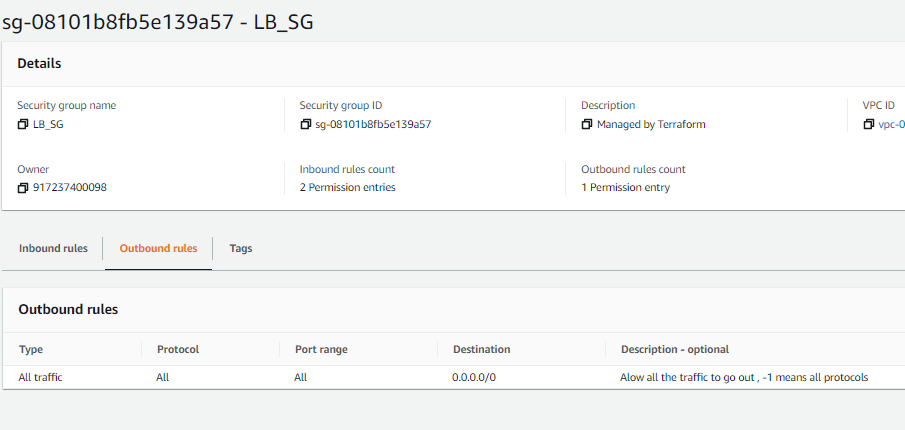 sg-08101b8fb5e139a57 - LB_SG
Details
Security group name
LB_SG
Security group ID
sg-08101b8fb5e139a57
Description
Managed by Terraform
VPC ID
vpc-0
Owner
917237400098
Inbound rules count
2 Permission entries
Outbound rules count
1 Permission entry
Inbound rules
Outbound rules
Tags
Outbound rules
Type Protocol Port range Destination Description - optional
All traffic All All 0.0.0.0/0 Alow all the traffic to go out , -1 means all protocols